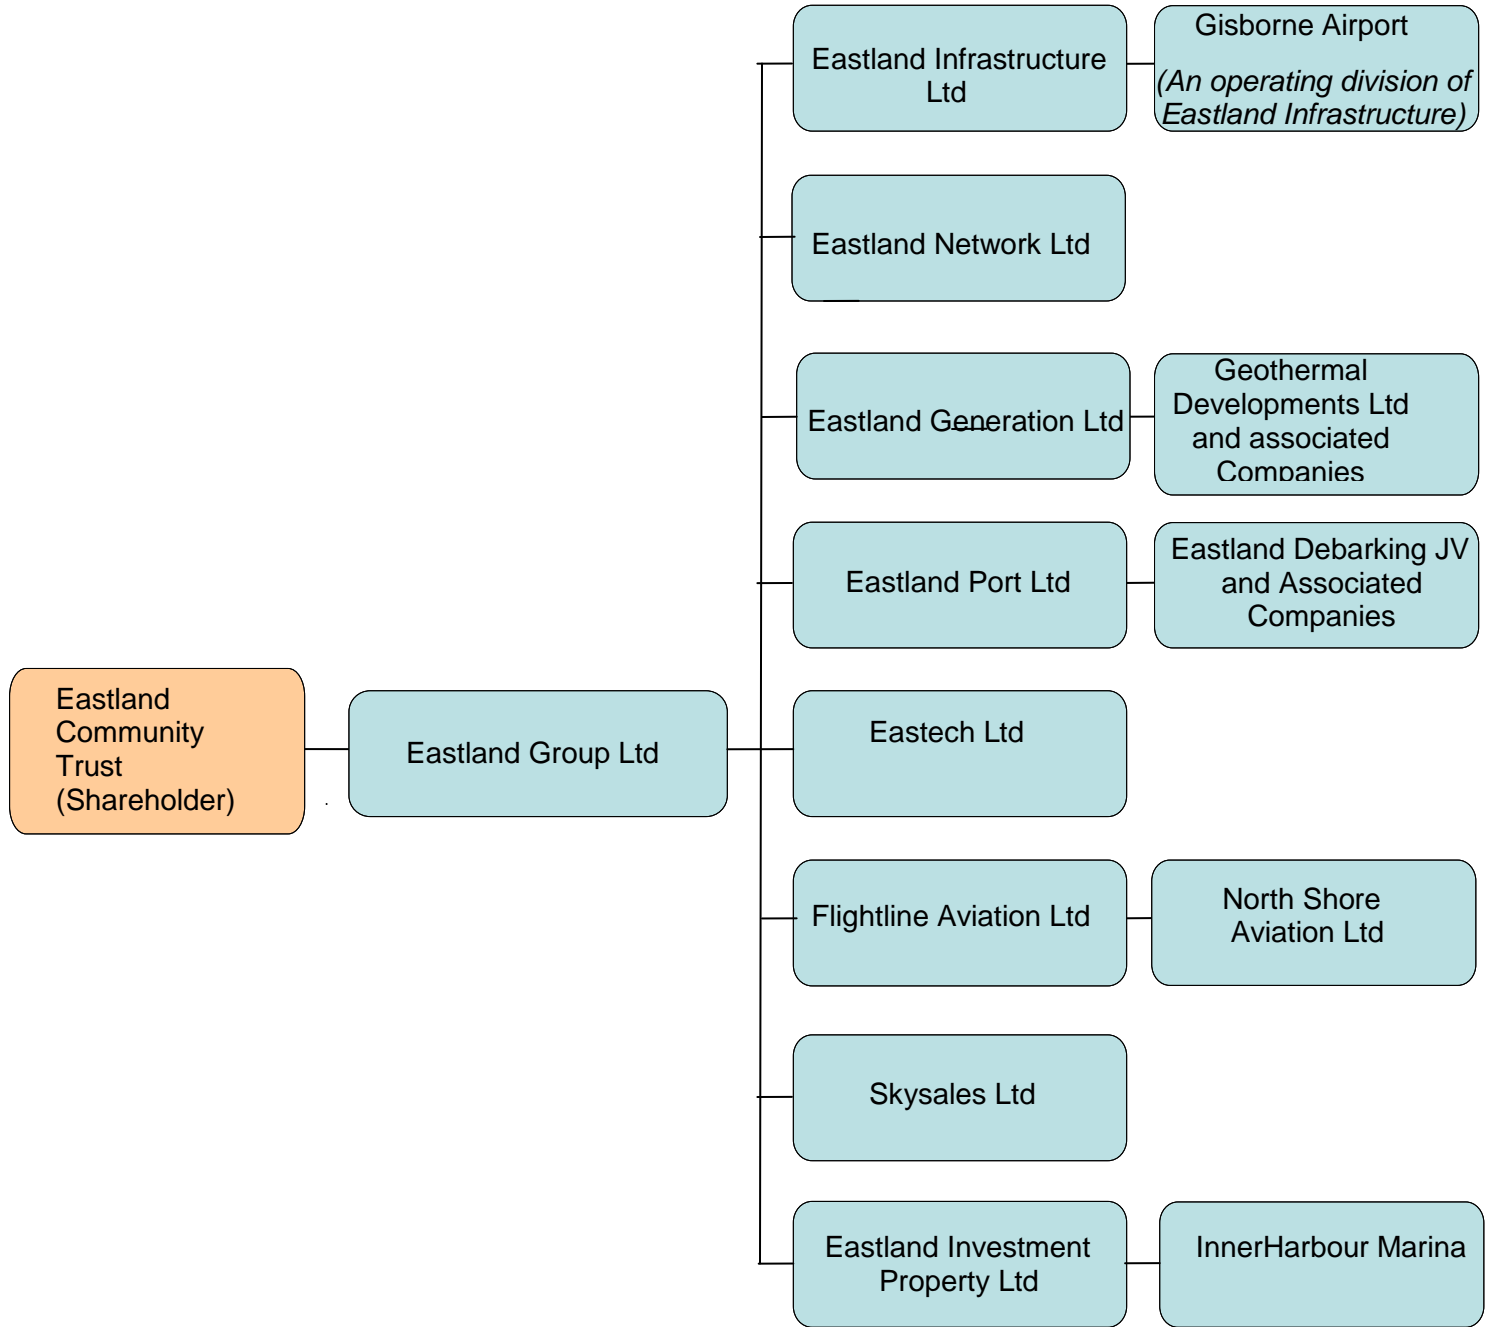 Eastland
Community
Trust
(Shareholder)
Eastland Group Ltd
Eastland Infrastructure
Ltd
Gisborne Airport
(An operating division of
Eastland Infrastructure)
Eastland Network Ltd
Eastland Generation Ltd
Geothermal
Developments Ltd
and associated
Companies
Eastland Port Ltd
Eastland Debarking JV
and Associated
Companies
Eastech Ltd
Flightline Aviation Ltd
North Shore
Aviation Ltd
Skysales Ltd
Eastland Investment
Property Ltd
InnerHarbour Marina